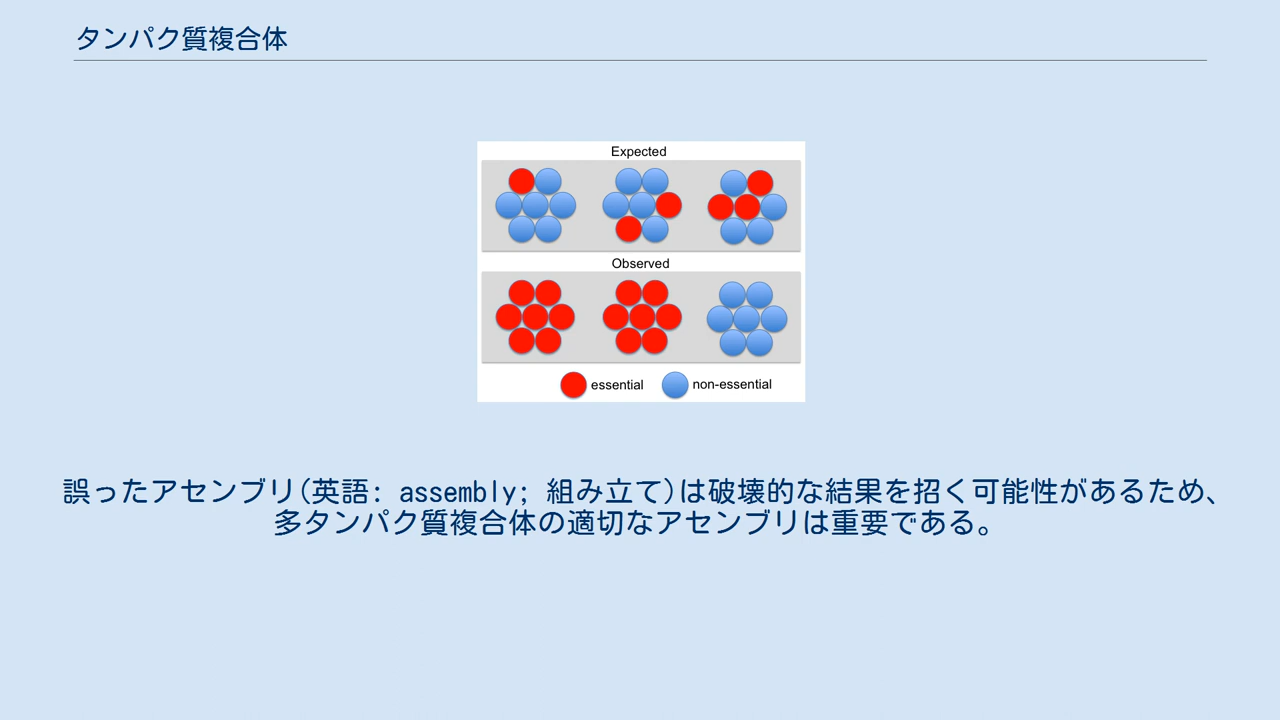 タンパク質複合体
Expected
Observed
essential
non-essential
誤ったアセンブリ(英語: assembly; 組み立て)は破壊的な結果を招く可能性があるため、
多タンパク質複合体の適切なアセンブリは重要である。